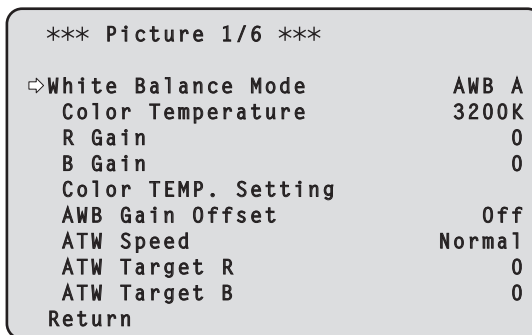 *** Picture 1/6 ***
⇨White Balance Mode AWB A
Color Temperature 3200K
R Gain 0
B Gain 0
Color TEMP. Setting
AWB Gain Offset Off
ATW Speed Normal
ATW Target R 0
ATW Target B 0
Return